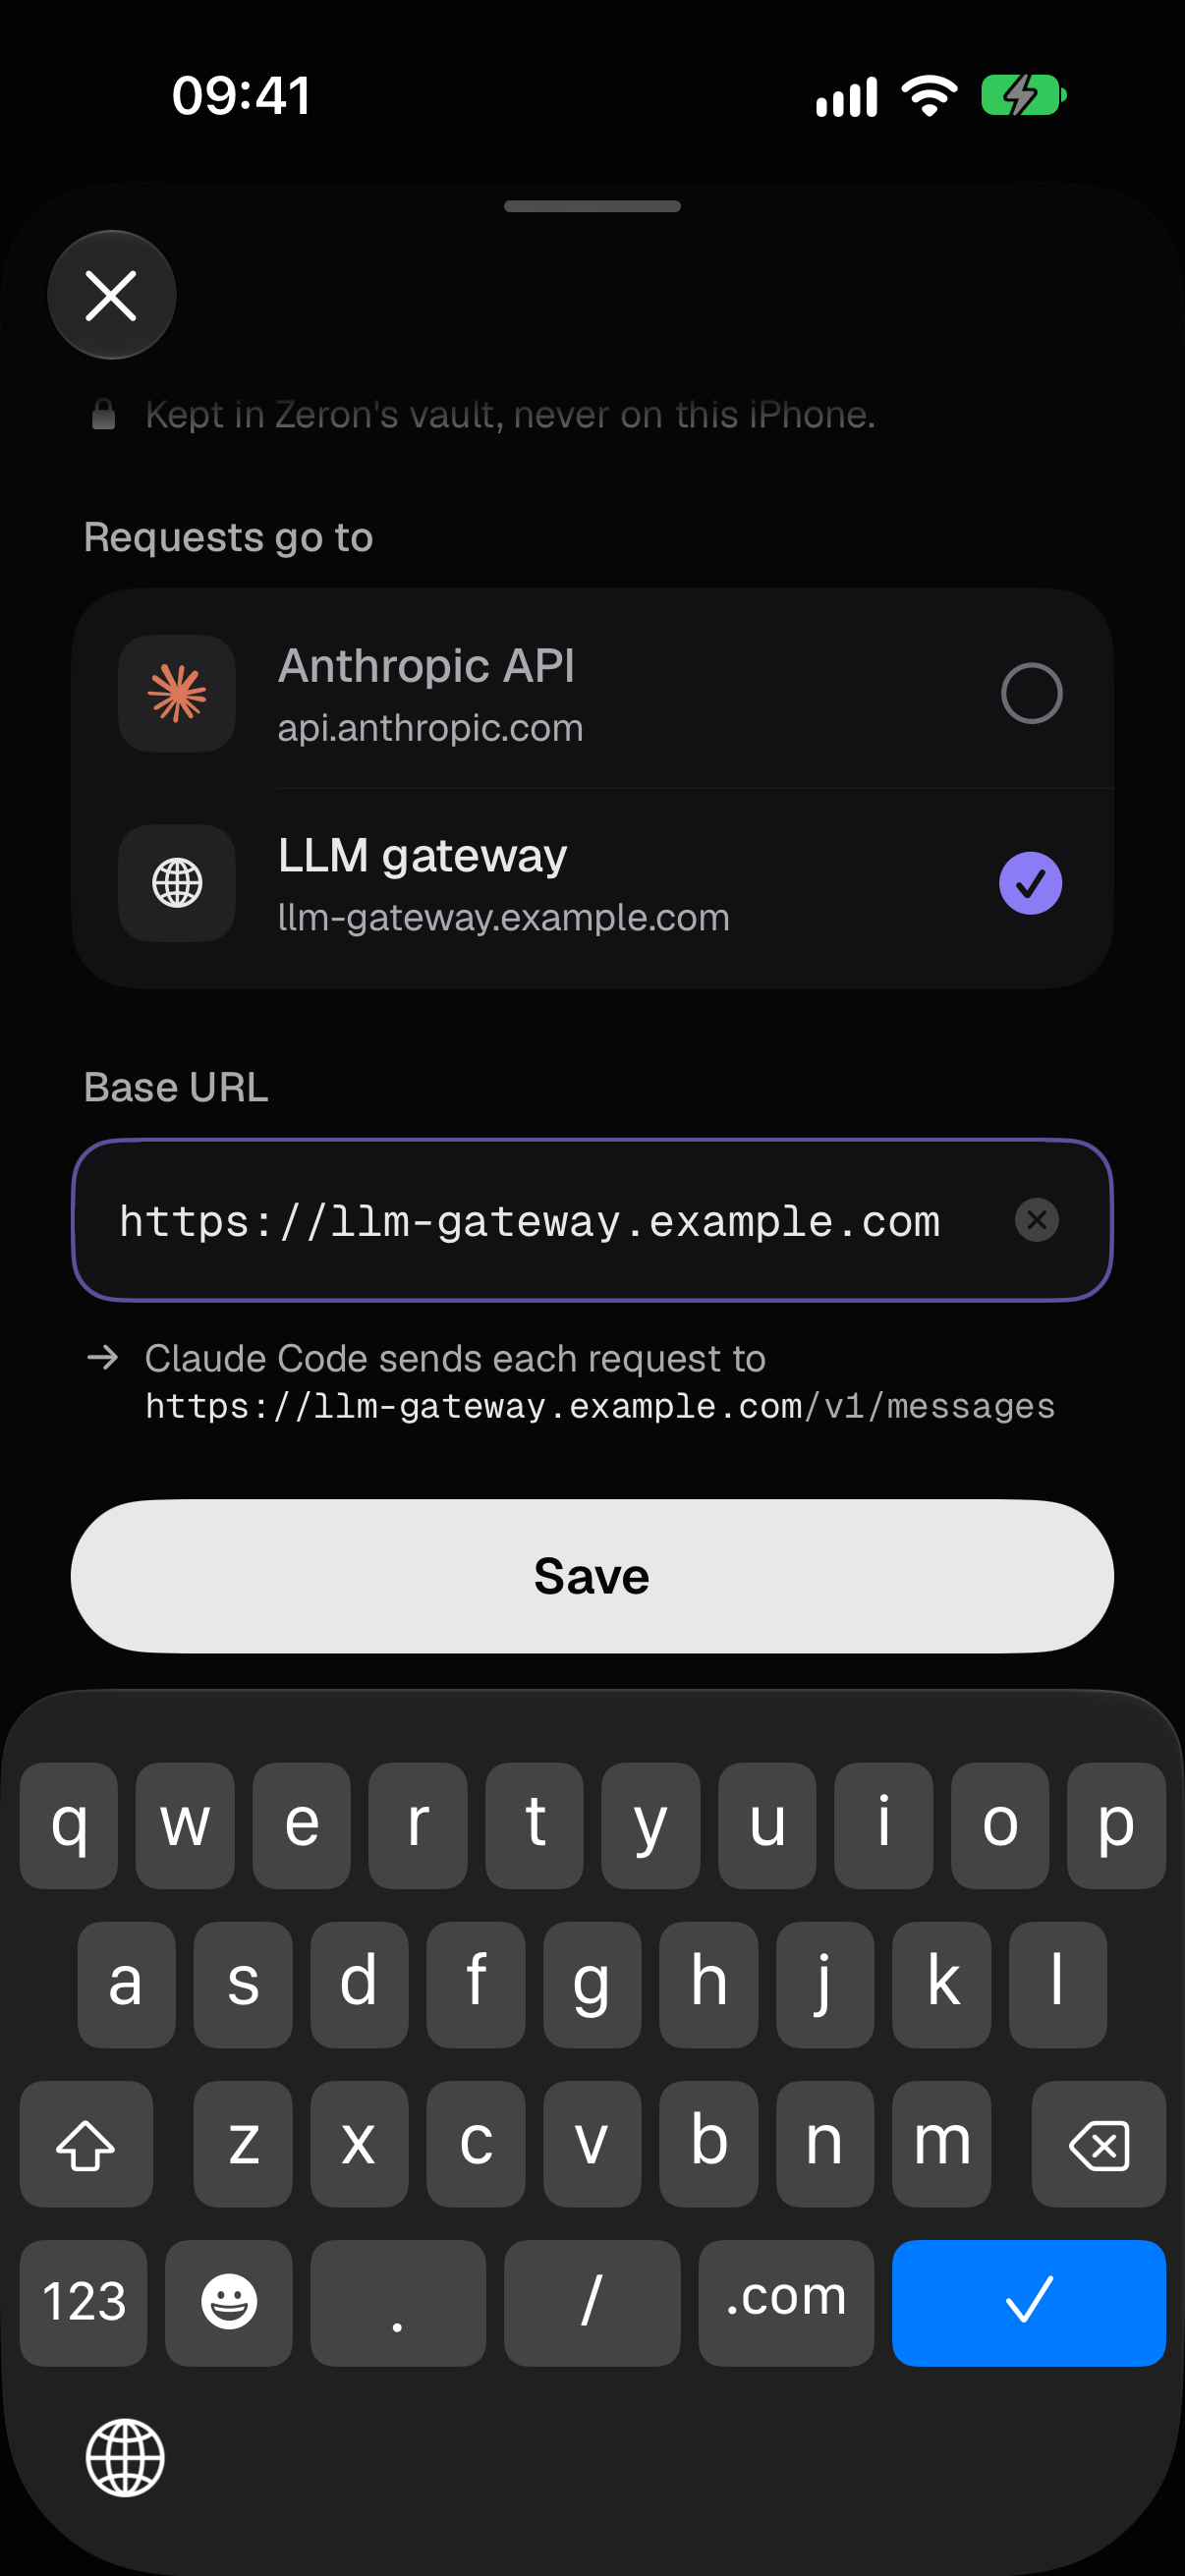 09:41
Kept in Zeron's vault, never on this iPhone.
Requests go to
Anthropic API
api.anthropic.com
LLM gateway
llm-gateway.example.com
Base URL
https://llm-gateway.example.com
Claude Code sends each request to
https://llm-gateway.example.com/v1/messages
Save
q w e r t y u i o p
a s d f g h j k l
z x c v b n m
123 . / .com